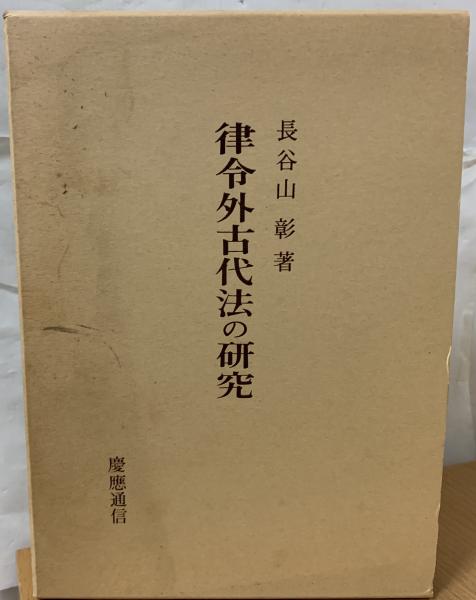 長谷山 彰 著
律令外古代法の研究
慶應通信